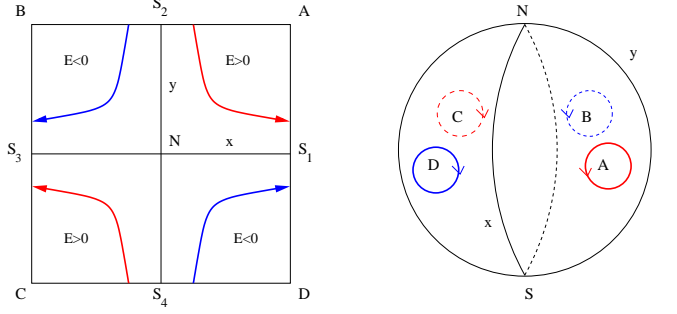 B S2 A
E<0 E>0
y
N x
S3 S1
E>0 E<0
C S4 D
N
y
C B
D A
x
S